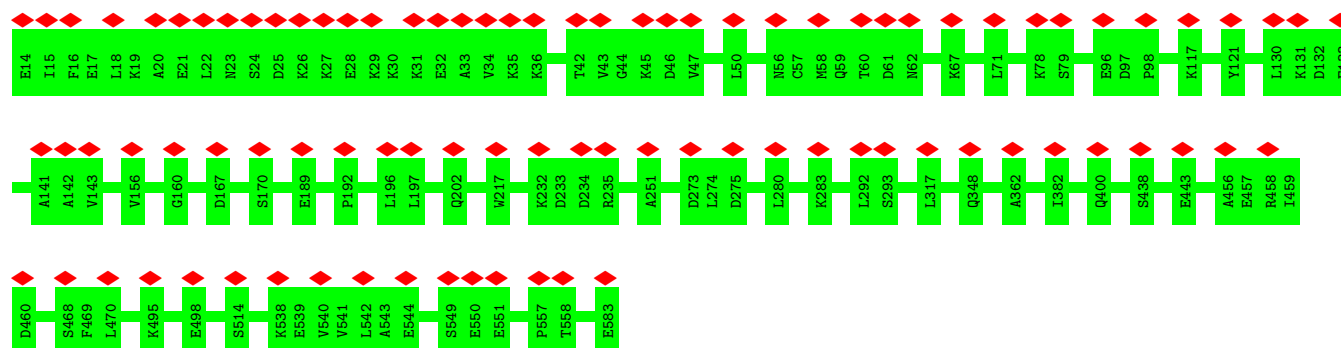 E14 I15 F16 E17 L18 K19 A20 E21 L22 N23 S24 D25 K26 K27 E28 K29 K30 K31 E32 A33 V34 K35 K36 T42 V43 G44 K45 D46 V47 L50 N56 C57 M58 Q59 T60 D61 N62 K67 L71 K78 S79 E96 D97 P98 K117 Y121 L130 K131 D132
A141 A142 V143 V156 G160 D167 S170 E189 P192 L196 L197 Q202 W217 K232 D233 D234 R235 A251 D273 L274 D275 L280 K283 L292 S293 L317 Q348 A362 I382 Q400 S438 E443 A456 E457 R458 I459
D460 S468 F469 L470 K495 E498 S514 K538 E539 V540 V541 L542 A543 E544 S549 E550 E551 P557 T558 E583